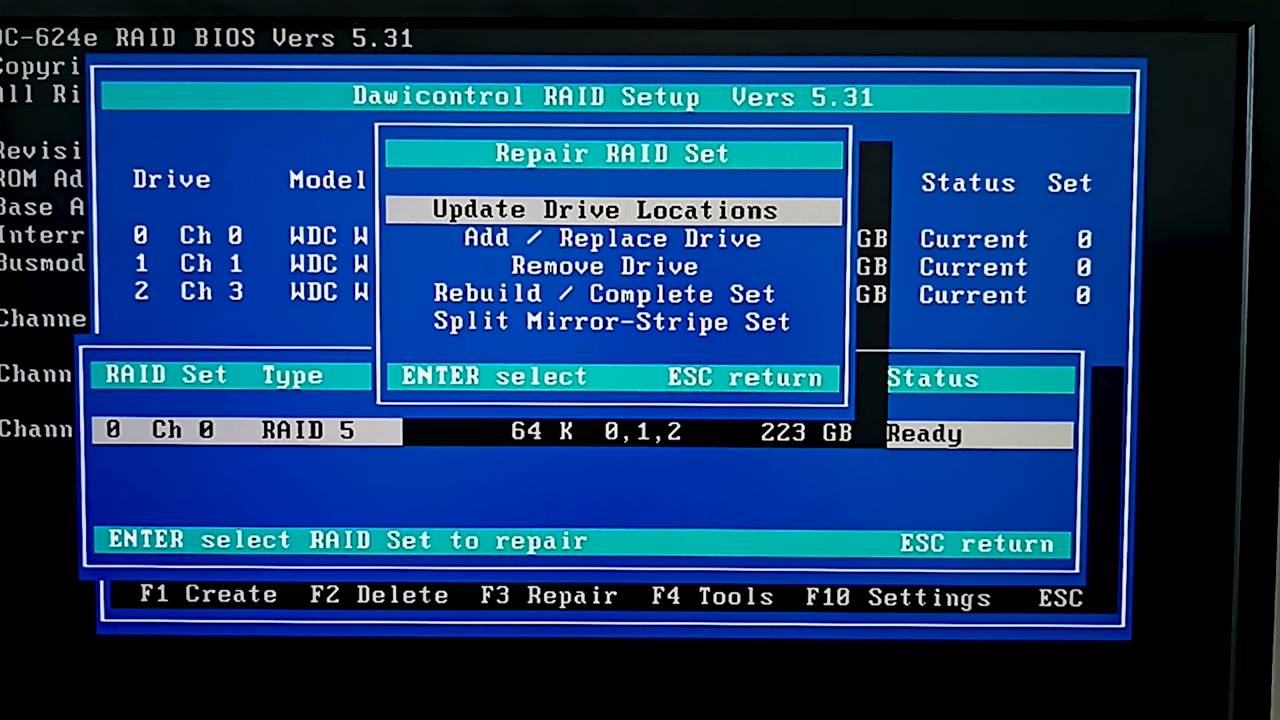 DC-624e RAID BIOS Vers 5.31
Copyri
All Ri
Dawicontrol RAID Setup Vers 5.31
Repair RAID Set
Revisi
ROM Ad
Base A
Interr
Busmod
Channe
Chann
Chann
Drive Model Status Set
0 Ch 0 WDC W GB Current 0
1 Ch 1 WDC W GB Current 0
2 Ch 3 WDC W GB Current 0
Update Drive Locations
Add / Replace Drive
Remove Drive
Rebuild / Complete Set
Split Mirror-Stripe Set
ENTER select ESC return
RAID Set Type Status
0 Ch 0 RAID 5 64 K 0,1,2 223 GB Ready
ENTER select RAID Set to repair ESC return
F1 Create F2 Delete F3 Repair F4 Tools F10 Settings ESC